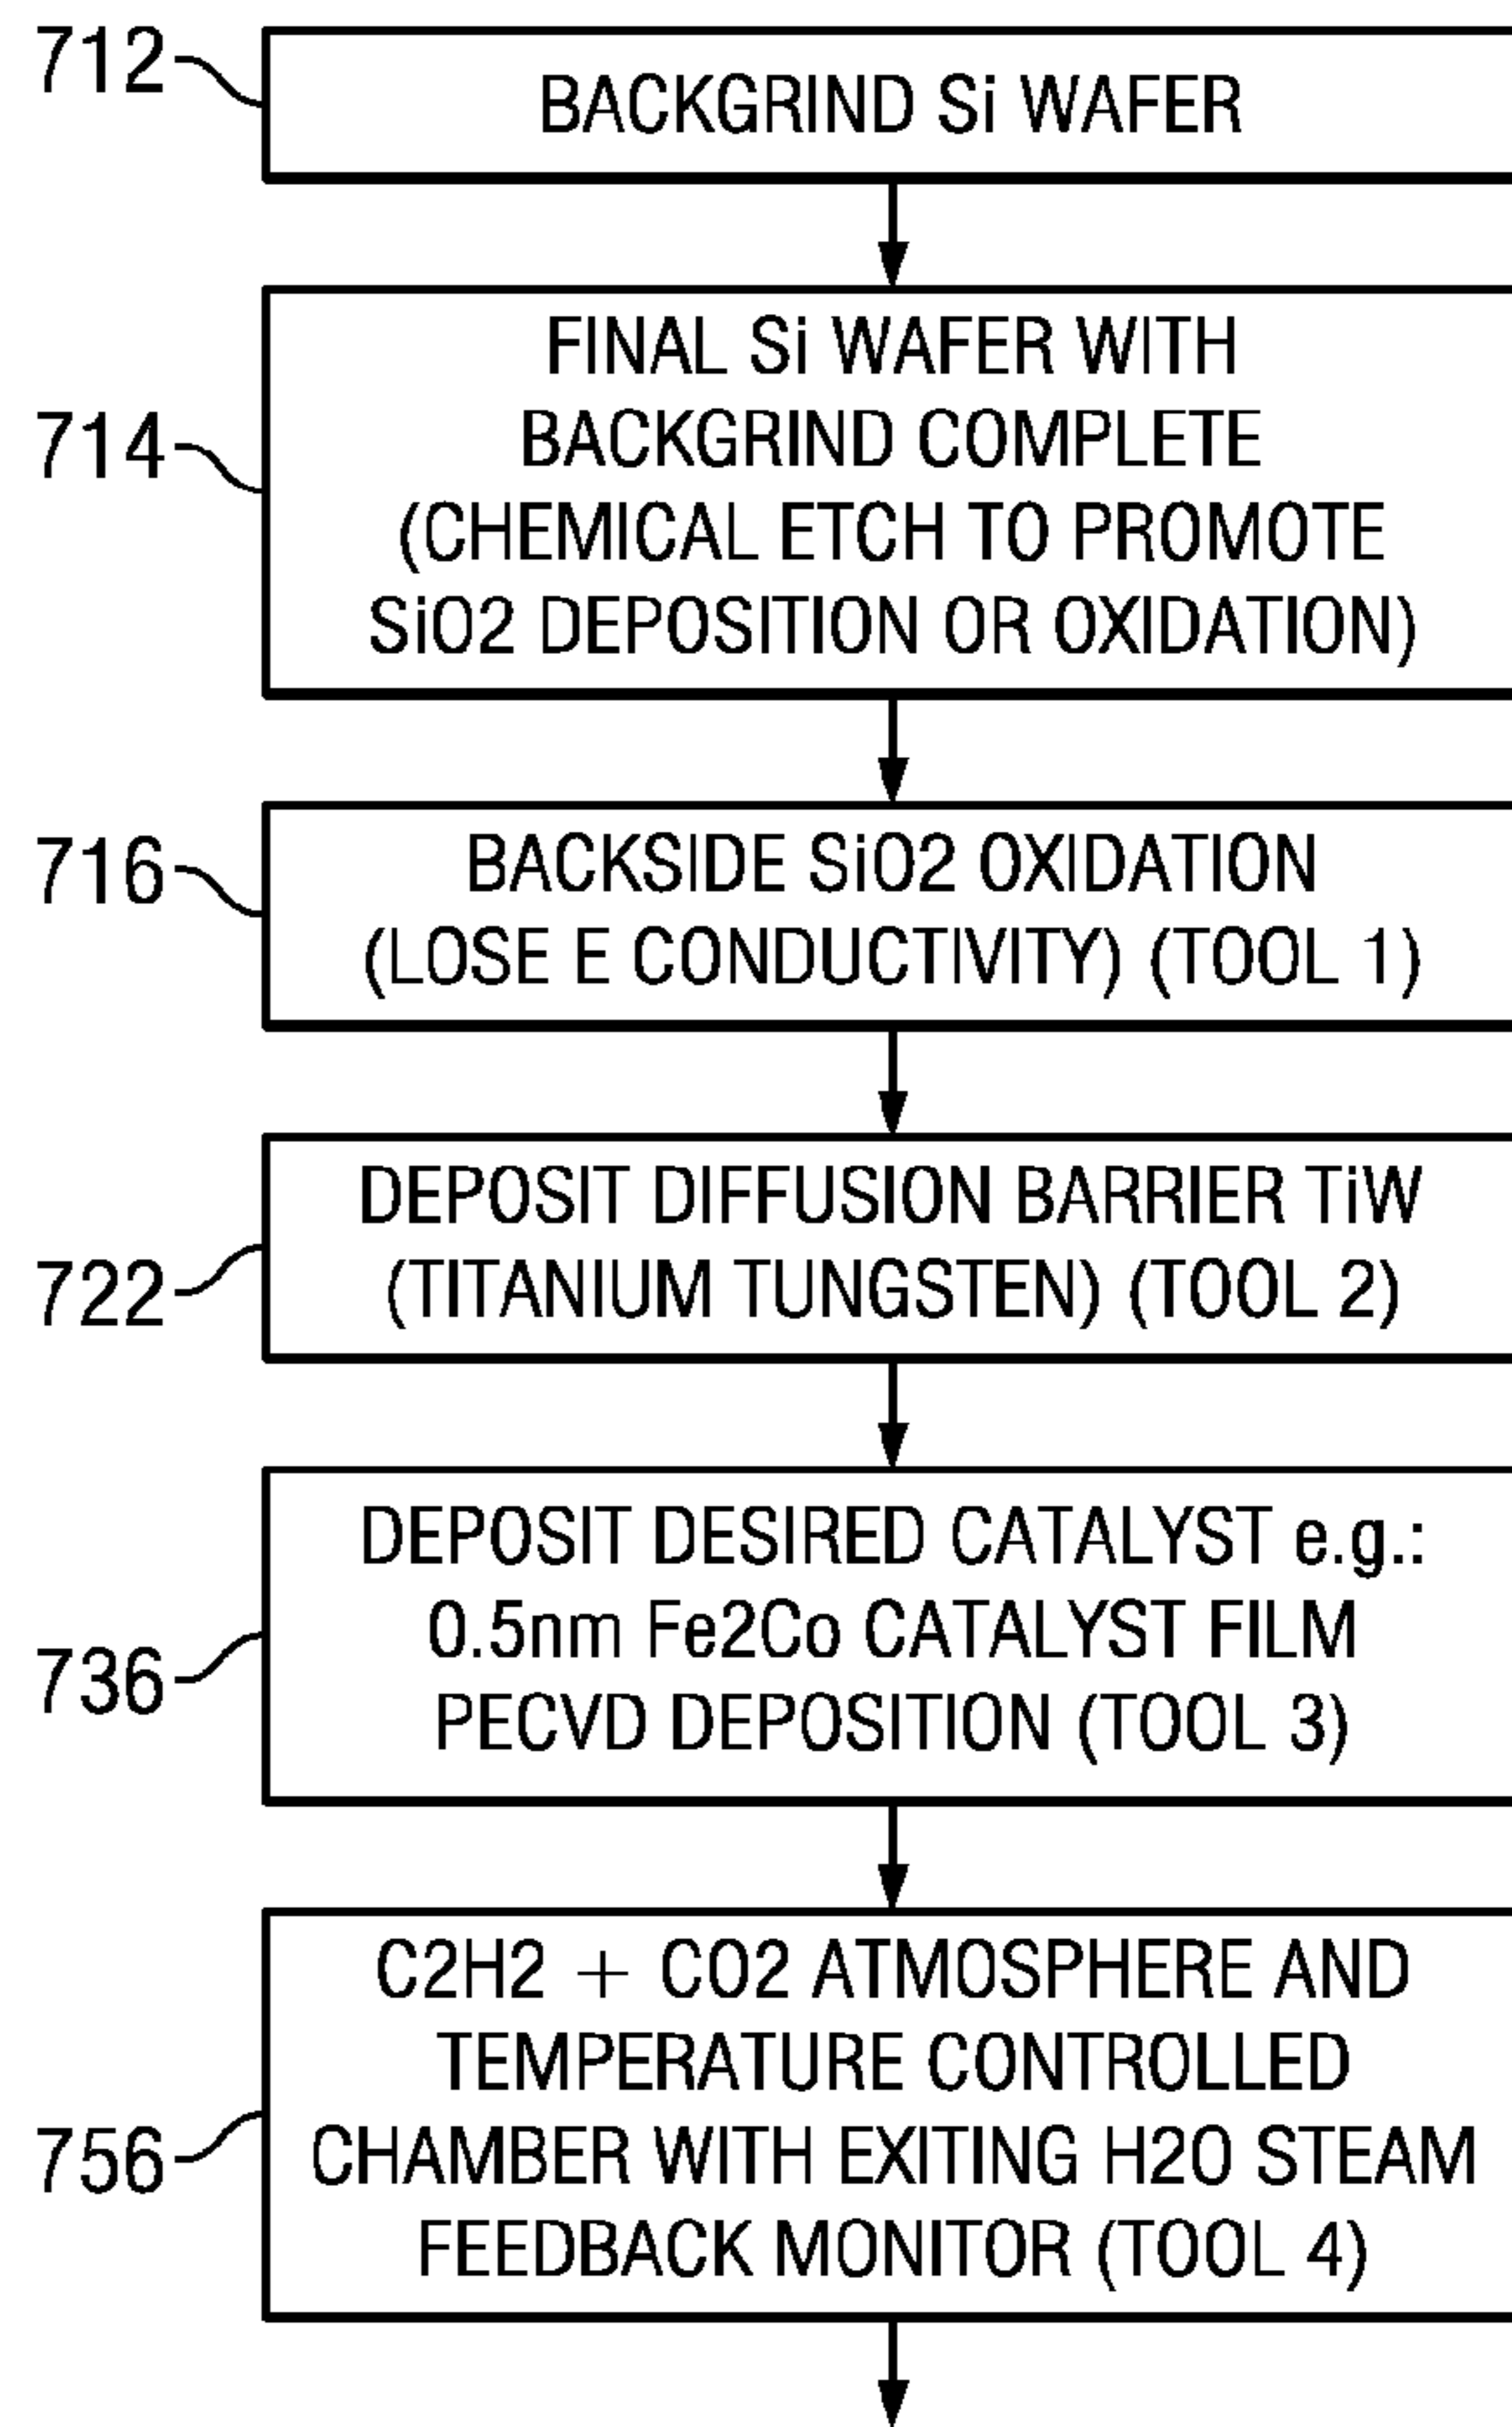 712
BACKGRIND Si WAFER
714
FINAL Si WAFER WITH
BACKGRIND COMPLETE
(CHEMICAL ETCH TO PROMOTE
SiO2 DEPOSITION OR OXIDATION)
716
BACKSIDE SiO2 OXIDATION
(LOSE E CONDUCTIVITY) (TOOL 1)
722
DEPOSIT DIFFUSION BARRIER TiW
(TITANIUM TUNGSTEN) (TOOL 2)
736
DEPOSIT DESIRED CATALYST e.g.:
0.5nm Fe2Co CATALYST FILM
PECVD DEPOSITION (TOOL 3)
756
C2H2 + CO2 ATMOSPHERE AND
TEMPERATURE CONTROLLED
CHAMBER WITH EXITING H2O STEAM
FEEDBACK MONITOR (TOOL 4)